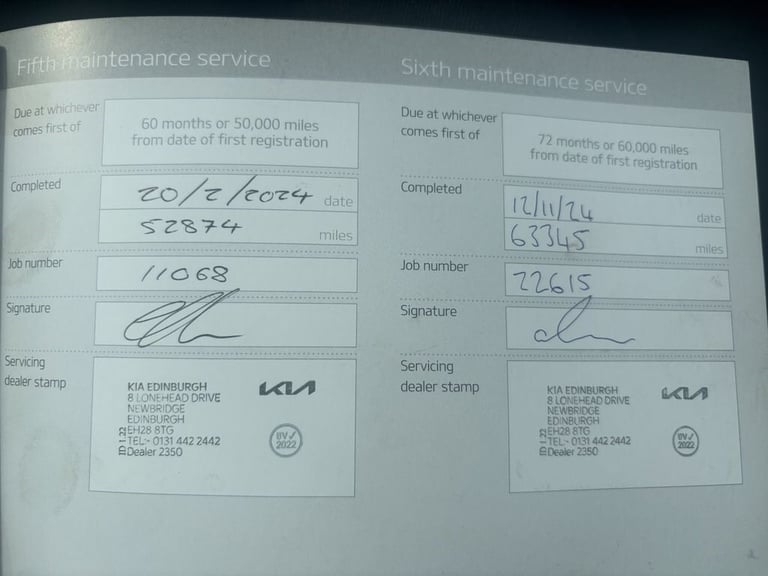 Fifth maintenance service
Due at whichever
comes first of
60 months or 50,000 miles
from date of first registration
Completed
20/2/2024 date
52874 miles
Job number
11068
Signature
Servicing
dealer stamp
KIA EDINBURGH
8 LONEHEAD DRIVE
NEWBRIDGE
EDINBURGH
EH28 8TG
TEL:- 0131 442 2442
Dealer 2350
KIA
2022
Sixth maintenance service
Due at whichever
comes first of
72 months or 60,000 miles
from date of first registration
Completed
12/11/24 date
63345 miles
Job number
22615
Signature
Servicing
dealer stamp
KIA EDINBURGH
8 LONEHEAD DRIVE
NEWBRIDGE
EDINBURGH
EH28 8TG
TEL:- 0131 442 2442
Dealer 2350
KIA
2022